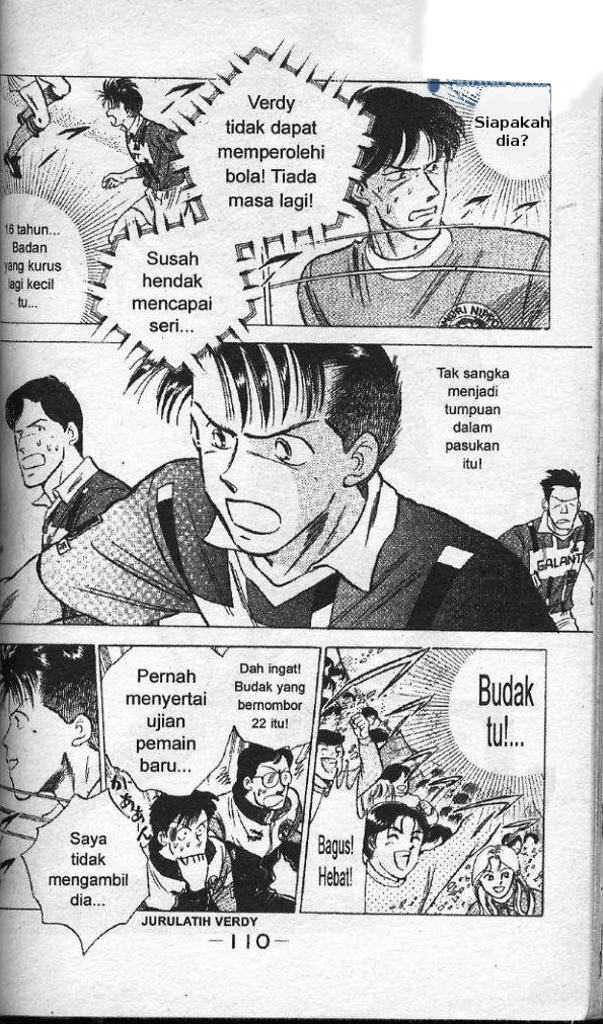 Verdy
tidak dapat
memperolehi
bola! Tiada
masa lagi!
Siapakah
dia?
16 tahun...
Badan
yang kurus
lagi kecil
tu...
Susah
hendak
mencapai
seri...
Tak sangka
menjadi
tumpuan
dalam
pasukan
itu!
GALANT
Pernah
menyertai
ujian
pemain
baru...
Dah ingat!
Budak yang
bernombor
22 itu!
Budak
tu!....
Bagus!
Hebat!
Saya
tidak
mengambil
dia...
JURULATIH VERDY
—110—